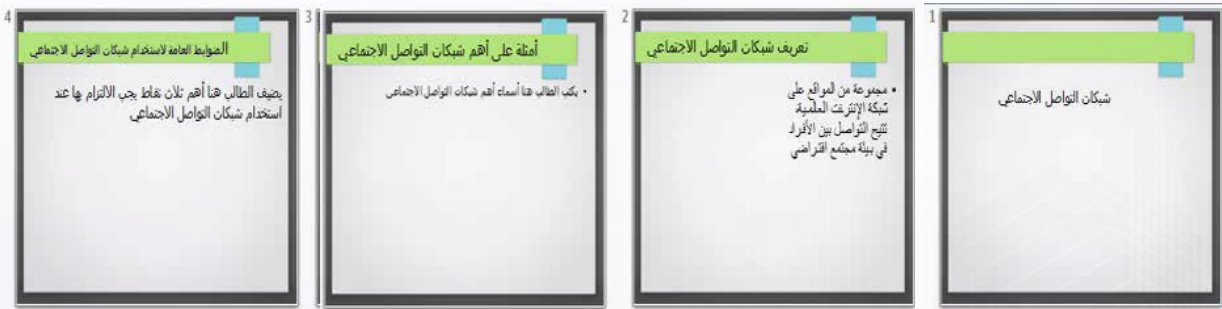 1
شبكات التواصل الاجتماعي
2
تعريف شبكات التواصل الاجتماعي
• مجموعة من المواقع على
شبكة الإنترنت العالمية،
تتيح التواصل بين الأفراد
في بيئة مجتمع افتراضي
3
أمثلة على أهم شبكات التواصل الاجتماعي
• يكتب الطالب هنا أسماء أهم شبكات التواصل الاجتماعي
4
الضوابط العامة لاستخدام شبكات التواصل الاجتماعي
يضيف الطالب هنا أهم ثلاث نقاط يجب الالتزام بها عند
استخدام شبكات التواصل الاجتماعي